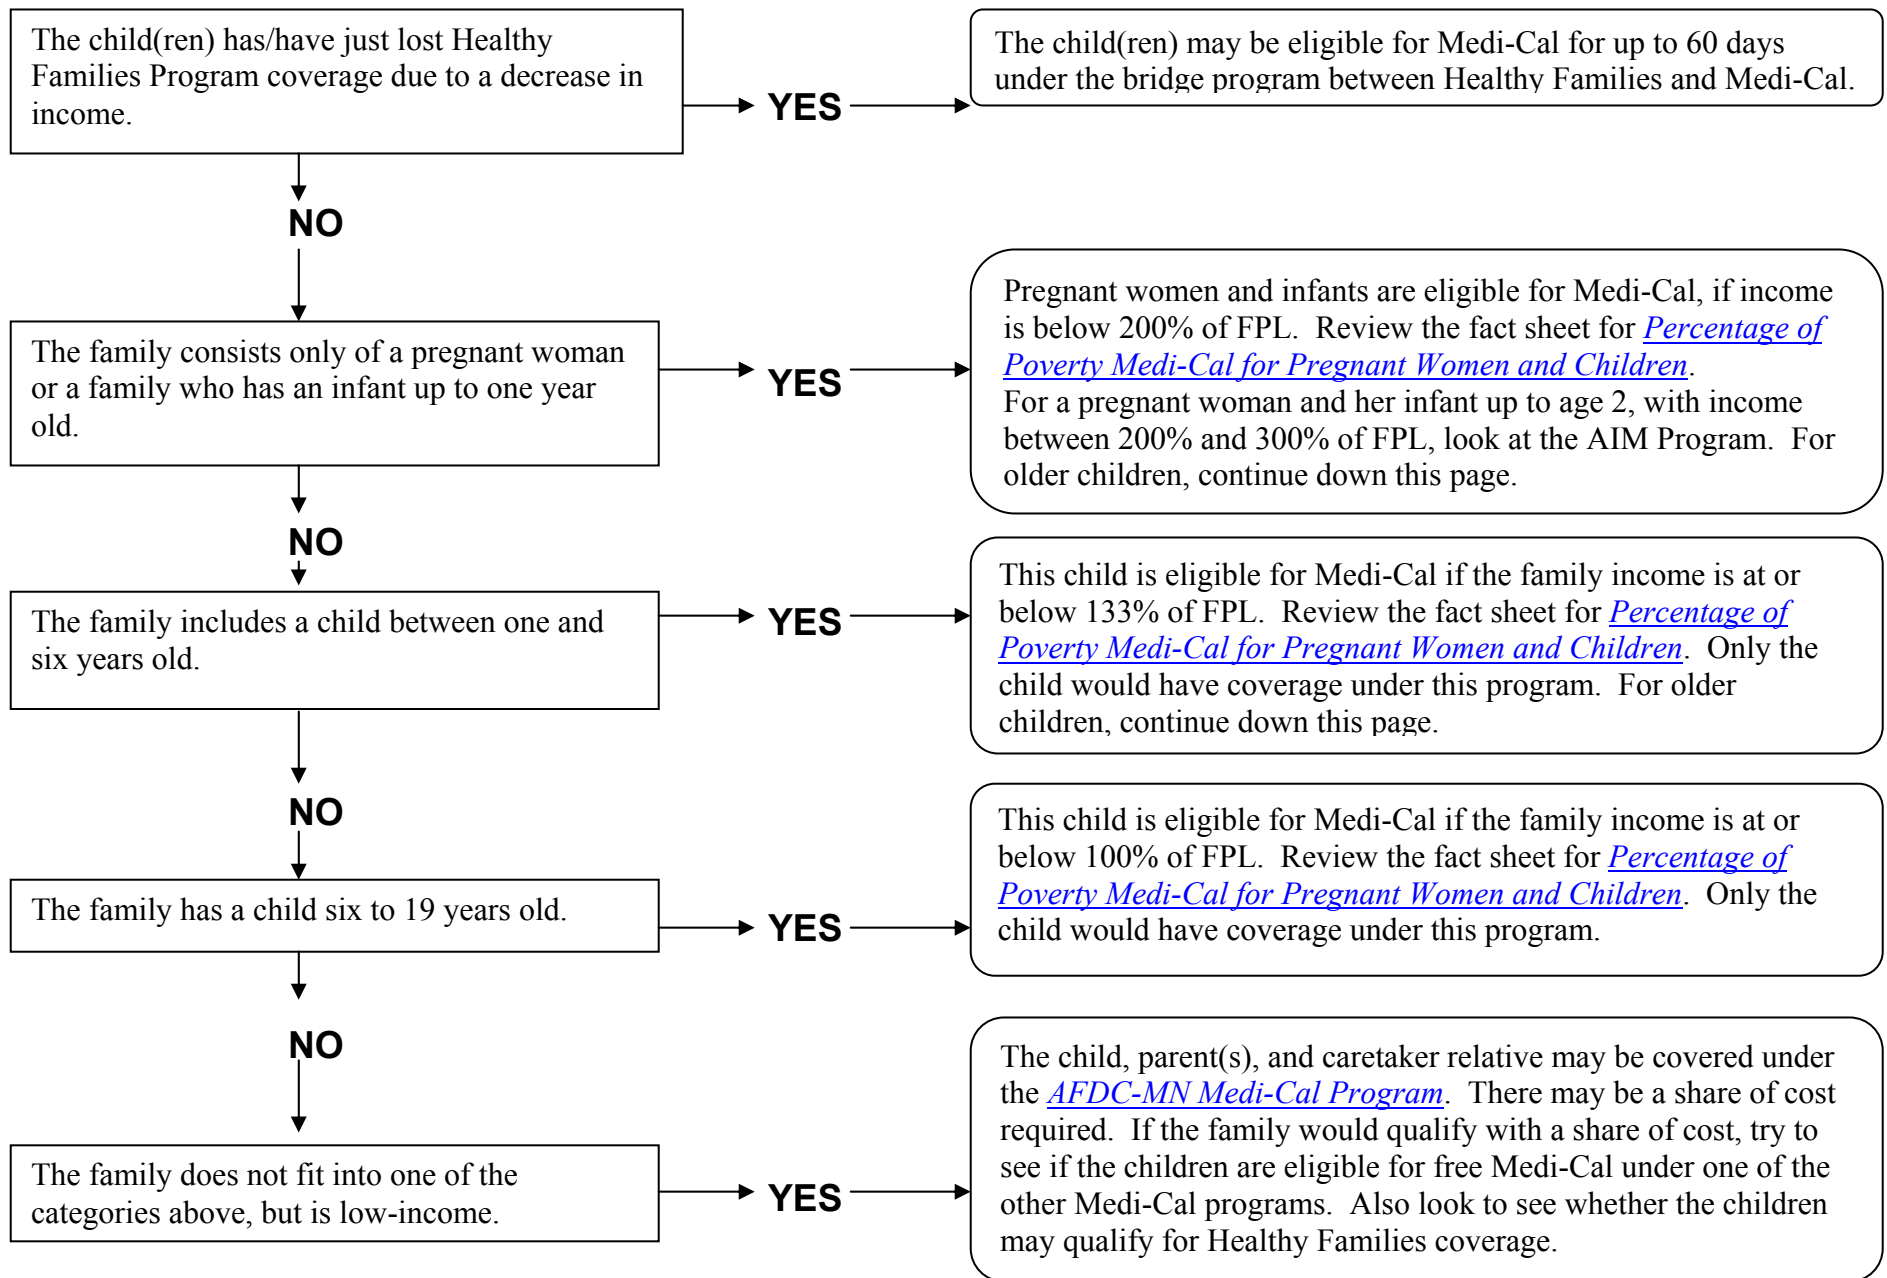 The child(ren) has/have just lost Healthy
Families Program coverage due to a decrease in
income.
YES
The child(ren) may be eligible for Medi-Cal for up to 60 days
under the bridge program between Healthy Families and Medi-Cal.
NO
The family consists only of a pregnant woman
or a family who has an infant up to one year
old.
YES
Pregnant women and infants are eligible for Medi-Cal, if income
is below 200% of FPL.  Review the fact sheet for Percentage of
Poverty Medi-Cal for Pregnant Women and Children.
For a pregnant woman and her infant up to age 2, with income
between 200% and 300% of FPL, look at the AIM Program.  For
older children, continue down this page.
NO
The family includes a child between one and
six years old.
YES
This child is eligible for Medi-Cal if the family income is at or
below 133% of FPL.  Review the fact sheet for Percentage of
Poverty Medi-Cal for Pregnant Women and Children.  Only the
child would have coverage under this program.  For older
children, continue down this page.
NO
The family has a child six to 19 years old.
YES
This child is eligible for Medi-Cal if the family income is at or
below 100% of FPL.  Review the fact sheet for Percentage of
Poverty Medi-Cal for Pregnant Women and Children.  Only the
child would have coverage under this program.
NO
The family does not fit into one of the
categories above, but is low-income.
YES
The child, parent(s), and caretaker relative may be covered under
the AFDC-MN Medi-Cal Program.  There may be a share of cost
required.  If the family would qualify with a share of cost, try to
see if the children are eligible for free Medi-Cal under one of the
other Medi-Cal programs.  Also look to see whether the children
may qualify for Healthy Families coverage.